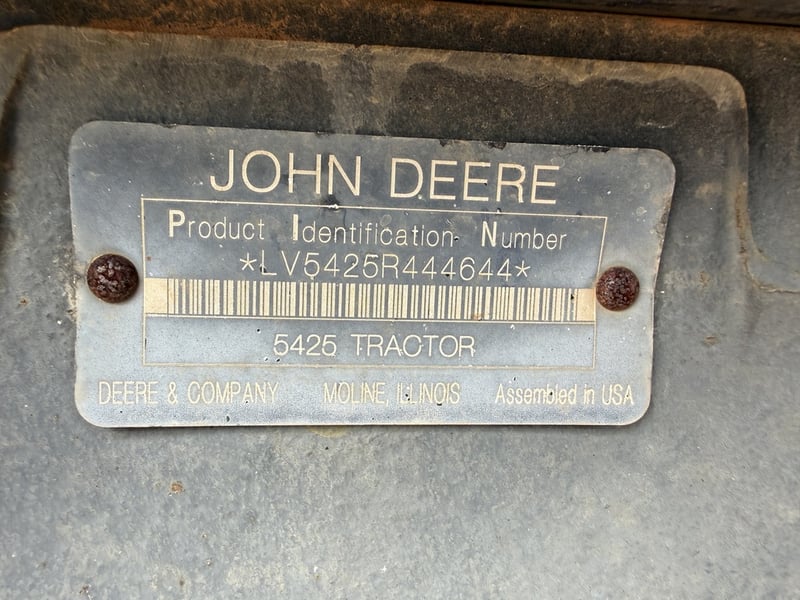 JOHN DEERE
Product Identification Number
*LV5425R444644*
5425 TRACTOR
DEERE & COMPANY MOLINE, ILLINOIS Assembled in USA